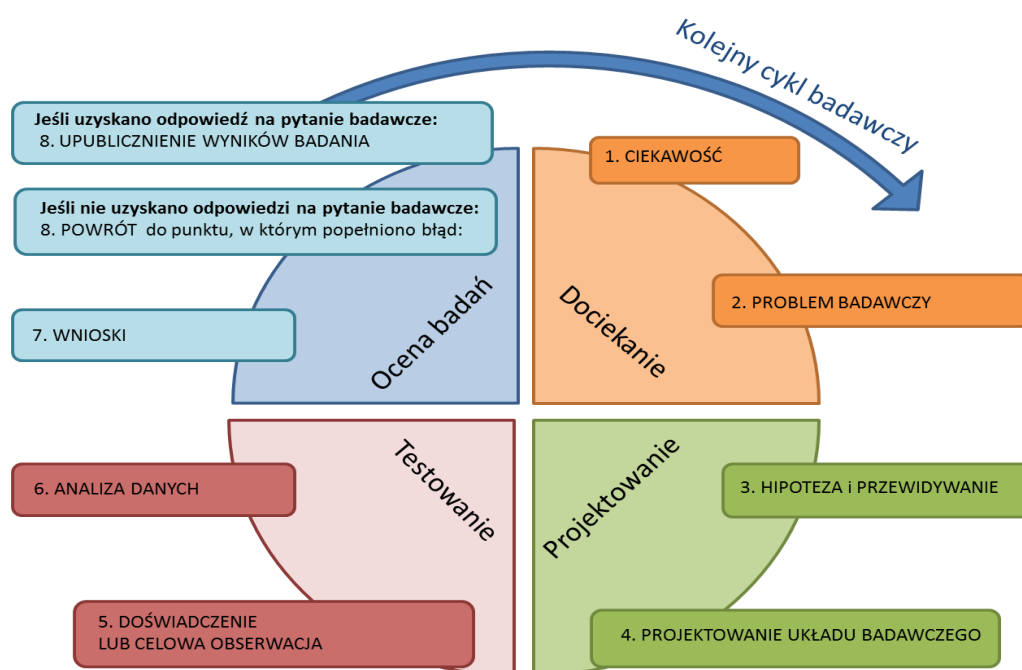 Kolejny cykl badawczy
Jeśli uzyskano odpowiedź na pytanie badawcze:
8. UPUBLICZNIENIE WYNIKÓW BADANIA
Jeśli nie uzyskano odpowiedzi na pytanie badawcze:
8. POWRÓT do punktu, w którym popełniono błąd:
7. WNIOSKI
Ocena badań
1. CIEKAWOŚĆ
2. PROBLEM BADAWCZY
Dociekanie
6. ANALIZA DANYCH
5. DOŚWIADCZENIE
LUB CELOWA OBSERWACJA
Testowanie
Projektowanie
3. HIPOTEZA i PRZEWIDYWANIE
4. PROJEKTOWANIE UKŁADU BADAWCZEGO